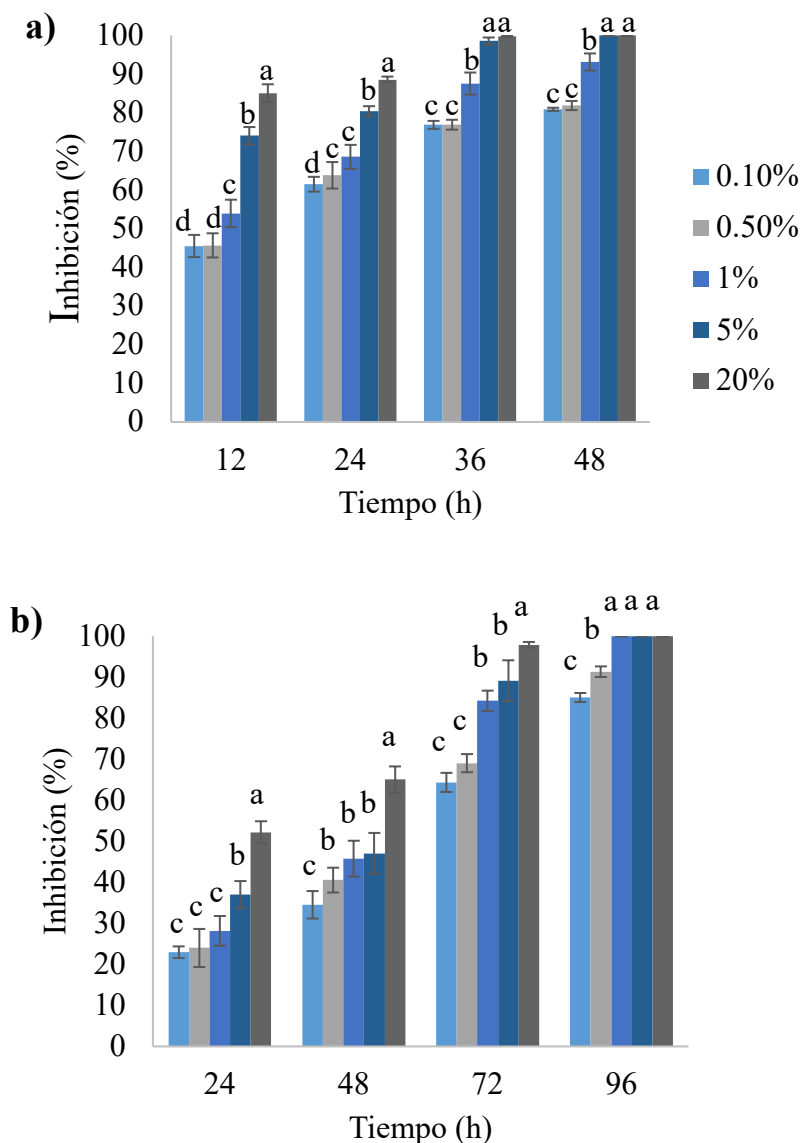 a)
Inhibición (%)
100
90
80
70
60
50
40
30
20
10
0
d d c b a
d c c b a
c c b a a
c c b a a
12 24 36 48
Tiempo (h)
0.10%
0.50%
1%
5%
20%
b)
Inhibición (%)
100
90
80
70
60
50
40
30
20
10
0
c c c b a
c b b b a
c c b b a
c b a a a
24 48 72 96
Tiempo (h)